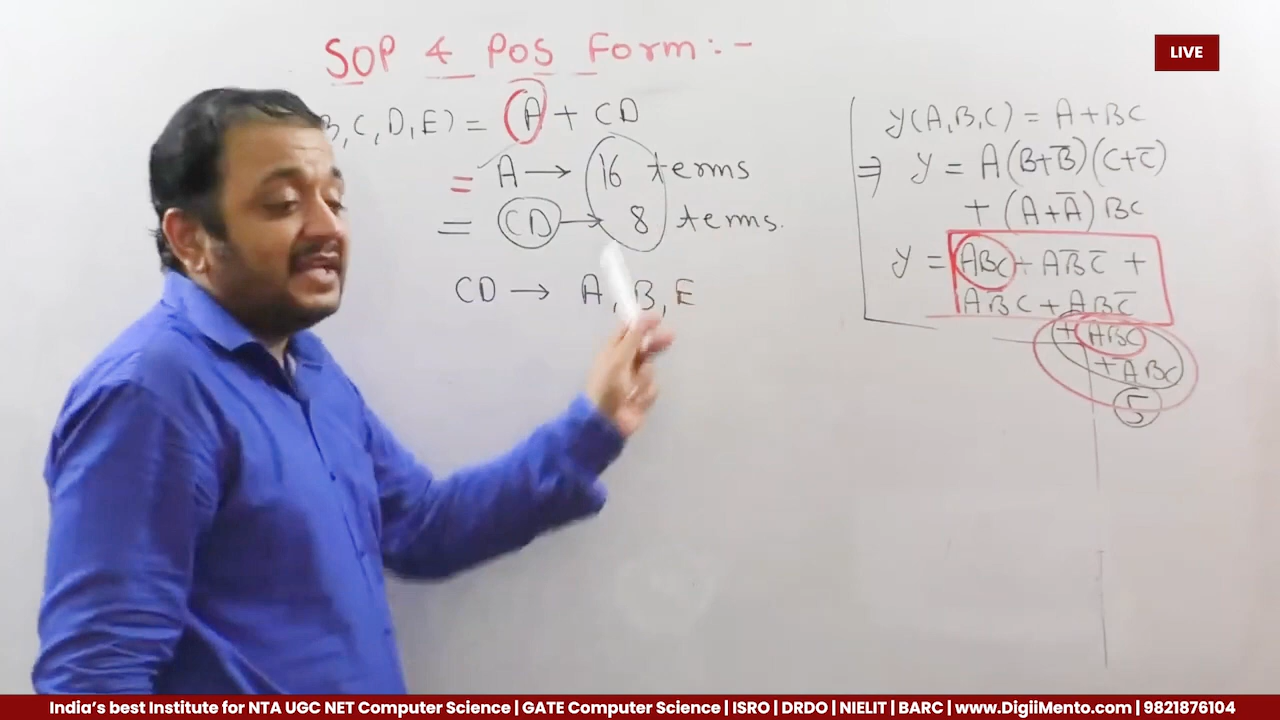 SOP & POS Form:-
B,C,D,E) = A + CD
= A → 16 terms
= CD → 8 terms.
CD → A, B, E
y(A,B,C) = A+BC
⇒ y = A(B+B̅)(C+C̅)
+ (A+A̅) BC
y = ABC + AB̅C̅ +
AB̅C + ABC̅
+ ABC
+ A̅BC
5
LIVE
India's best Institute for NTA UGC NET Computer Science | GATE Computer Science | ISRO | DRDO | NIELIT | BARC | www.DigiiMento.com | 9821876104